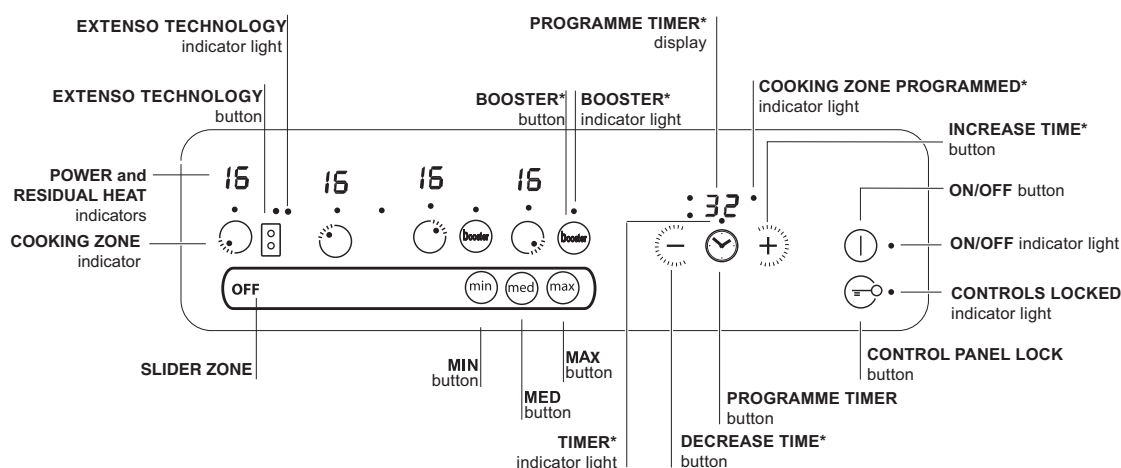 EXTENSO TECHNOLOGY
indicator light
PROGRAMME TIMER*
display
EXTENSO TECHNOLOGY
button
BOOSTER*
button
BOOSTER*
indicator light
COOKING ZONE PROGRAMMED*
indicator light
INCREASE TIME*
button
POWER and
RESIDUAL HEAT
indicators
16
16
16
16
32
ON/OFF button
COOKING ZONE
indicator
booster
booster
ON/OFF indicator light
OFF
min
med
max
CONTROLS LOCKED
indicator light
SLIDER ZONE
MIN
button
MED
button
MAX
button
CONTROL PANEL LOCK
button
PROGRAMME TIMER
button
TIMER*
indicator light
DECREASE TIME*
button